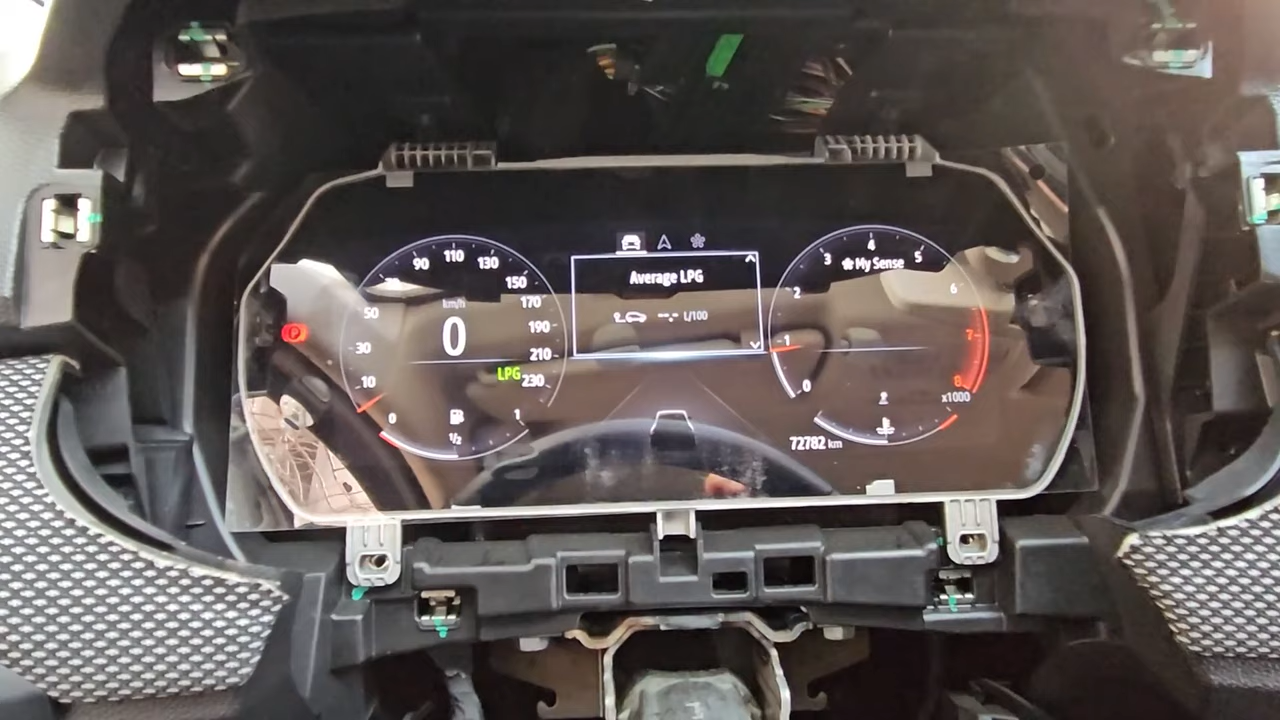 90 110 130
150
50 km/h 170
0 190
30 210
LPG 230
10
0 1
1/2
Average LPG
--.- L/100
3 4 5
My Sense
2 6
1 7
0 8
x1000
72782 km
P